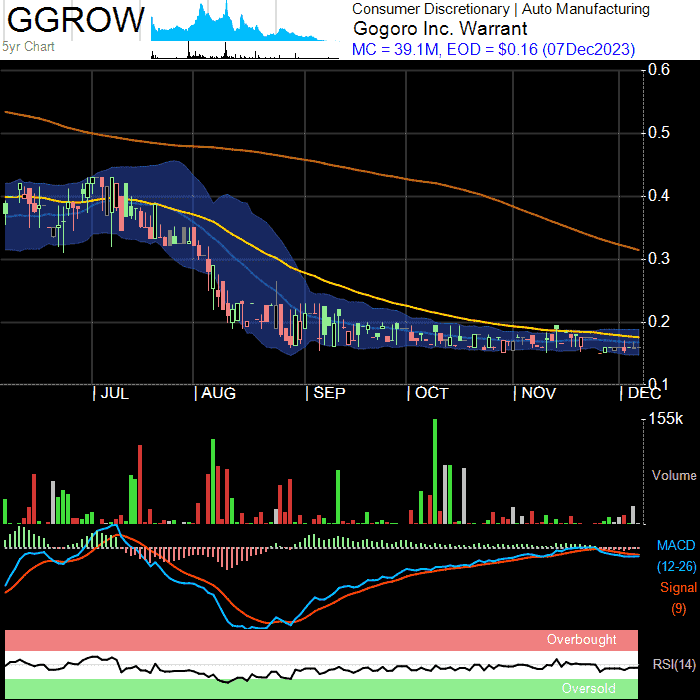 GGROW
5yr Chart
Consumer Discretionary | Auto Manufacturing
Gogoro Inc. Warrant
MC = 39.1M, EOD = $0.16 (07Dec2023)
0.6
0.5
0.4
0.3
0.2
0.1
JUL
AUG
SEP
OCT
NOV
DEC
155k
Volume
MACD
(12-26)
Signal
(9)
Overbought
RSI(14)
Oversold